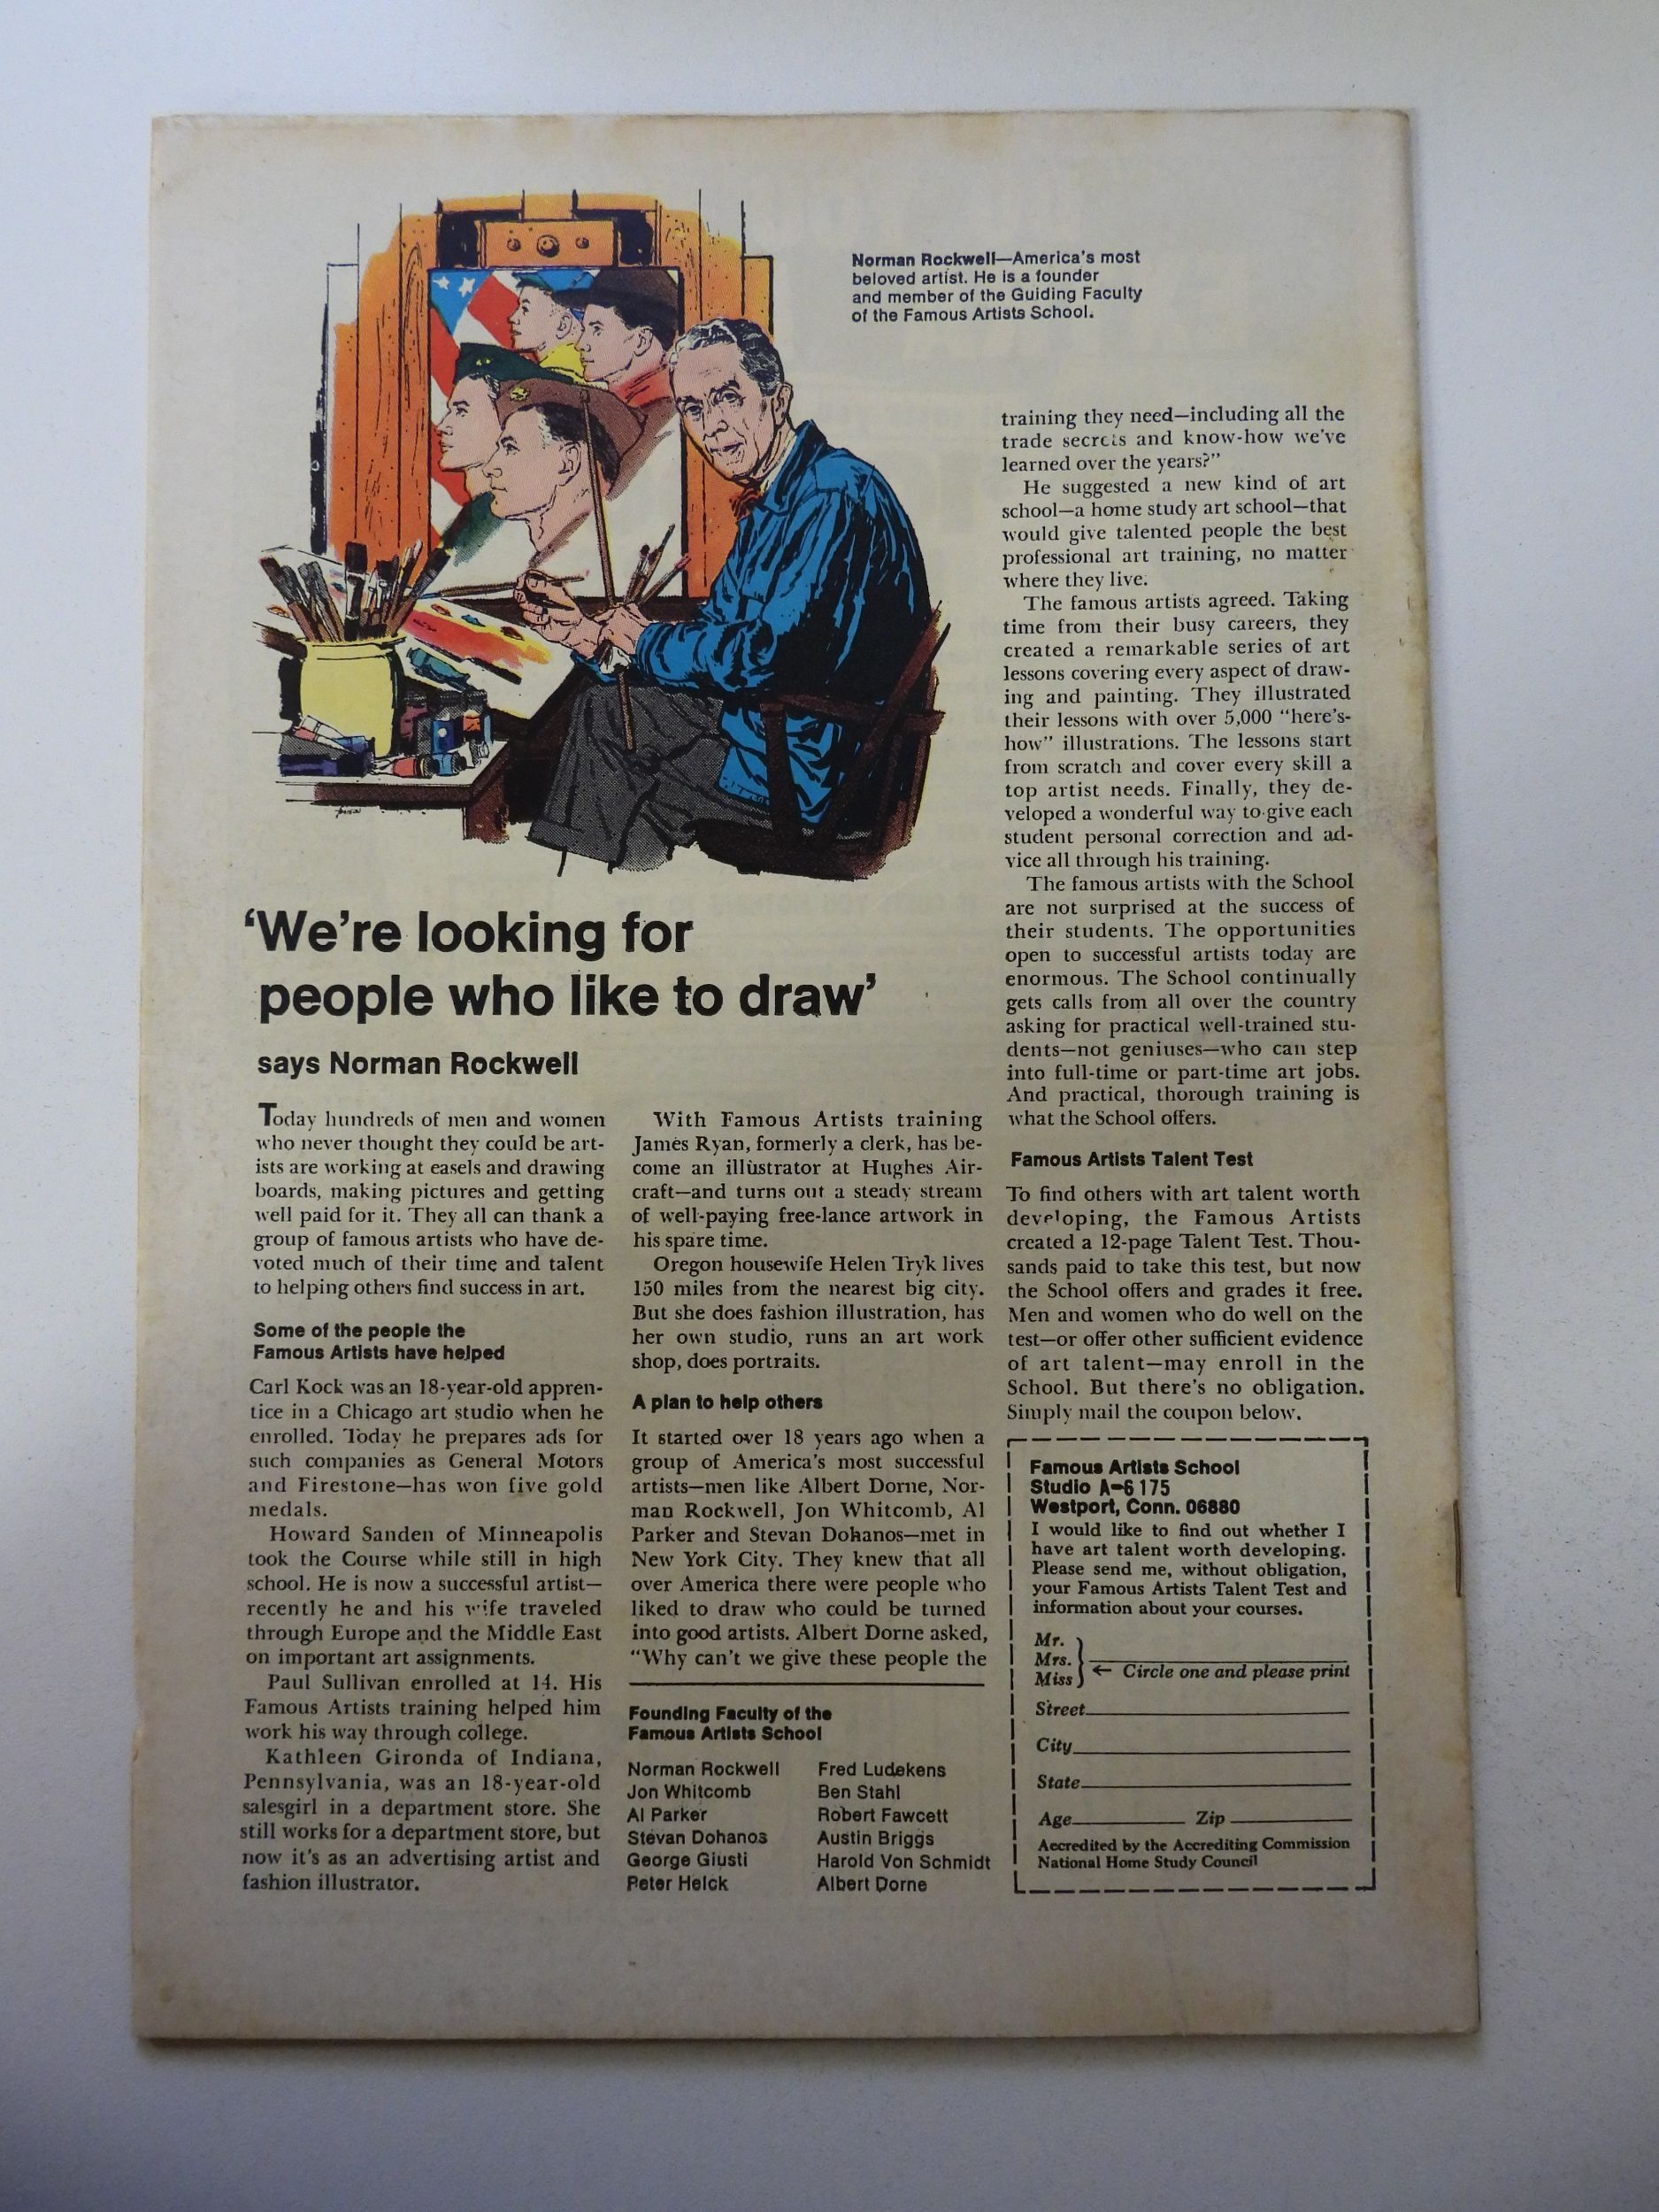 Norman Rockwell—America's most
beloved artist. He is a founder
and member of the Guiding Faculty
of the Famous Artists School.
'We're looking for
people who like to draw'
says Norman Rockwell
Today hundreds of men and women
who never thought they could be art-
ists are working at easels and drawing
boards, making pictures and getting
well paid for it. They all can thank a
group of famous artists who have de-
voted much of their time and talent
to helping others find success in art.
Some of the people the
Famous Artists have helped
Carl Kock was an 18-year-old appren-
tice in a Chicago art studio when he
enrolled. Today he prepares ads for
such companies as General Motors
and Firestone—has won five gold
medals.
Howard Sanden of Minneapolis
took the Course while still in high
school. He is now a successful artist—
recently he and his wife traveled
through Europe and the Middle East
on important art assignments.
Paul Sullivan enrolled at 14. His
Famous Artists training helped him
work his way through college.
Kathleen Gironda of Indiana,
Pennsylvania, was an 18-year-old
salesgirl in a department store. She
still works for a department store, but
now it's as an advertising artist and
fashion illustrator.
With Famous Artists training
James Ryan, formerly a clerk, has be-
come an illustrator at Hughes Air-
craft—and turns out a steady stream
of well-paying free-lance artwork in
his spare time.
Oregon housewife Helen Tryk lives
150 miles from the nearest big city.
But she does fashion illustration, has
her own studio, runs an art work
shop, does portraits.
A plan to help others
It started over 18 years ago when a
group of America's most successful
artists—men like Albert Dorne, Nor-
man Rockwell, Jon Whitcomb, Al
Parker and Stevan Dohanos—met in
New York City. They knew that all
over America there were people who
liked to draw who could be turned
into good artists. Albert Dorne asked,
"Why can't we give these people the
Founding Faculty of the
Famous Artists School
Norman Rockwell
Jon Whitcomb
Al Parker
Stevan Dohanos
George Giusti
Peter Helck
Fred Ludekens
Ben Stahl
Robert Fawcett
Austin Briggs
Harold Von Schmidt
Albert Dorne
training they need—including all the
trade secrets and know-how we've
learned over the years?"
He suggested a new kind of art
school—a home study art school—that
would give talented people the best
professional art training, no matter
where they live.
The famous artists agreed. Taking
time from their busy careers, they
created a remarkable series of art
lessons covering every aspect of draw-
ing and painting. They illustrated
their lessons with over 5,000 "here's-
how" illustrations. The lessons start
from scratch and cover every skill a
top artist needs. Finally, they de-
veloped a wonderful way to give each
student personal correction and ad-
vice all through his training.
The famous artists with the School
are not surprised at the success of
their students. The opportunities
open to successful artists today are
enormous. The School continually
gets calls from all over the country
asking for practical well-trained stu-
dents—not geniuses—who can step
into full-time or part-time art jobs.
And practical, thorough training is
what the School offers.
Famous Artists Talent Test
To find others with art talent worth
developing, the Famous Artists
created a 12-page Talent Test. Thou-
sands paid to take this test, but now
the School offers and grades it free.
Men and women who do well on the
test—or offer other sufficient evidence
of art talent—may enroll in the
School. But there's no obligation.
Simply mail the coupon below.
Famous Artists School
Studio A-6175
Westport, Conn. 06880
I would like to find out whether I
have art talent worth developing.
Please send me, without obligation,
your Famous Artists Talent Test and
information about your courses.
Mr.
Mrs.
Miss ← Circle one and please print
Street
City
State
Age Zip
Accredited by the Accrediting Commission
National Home Study Council